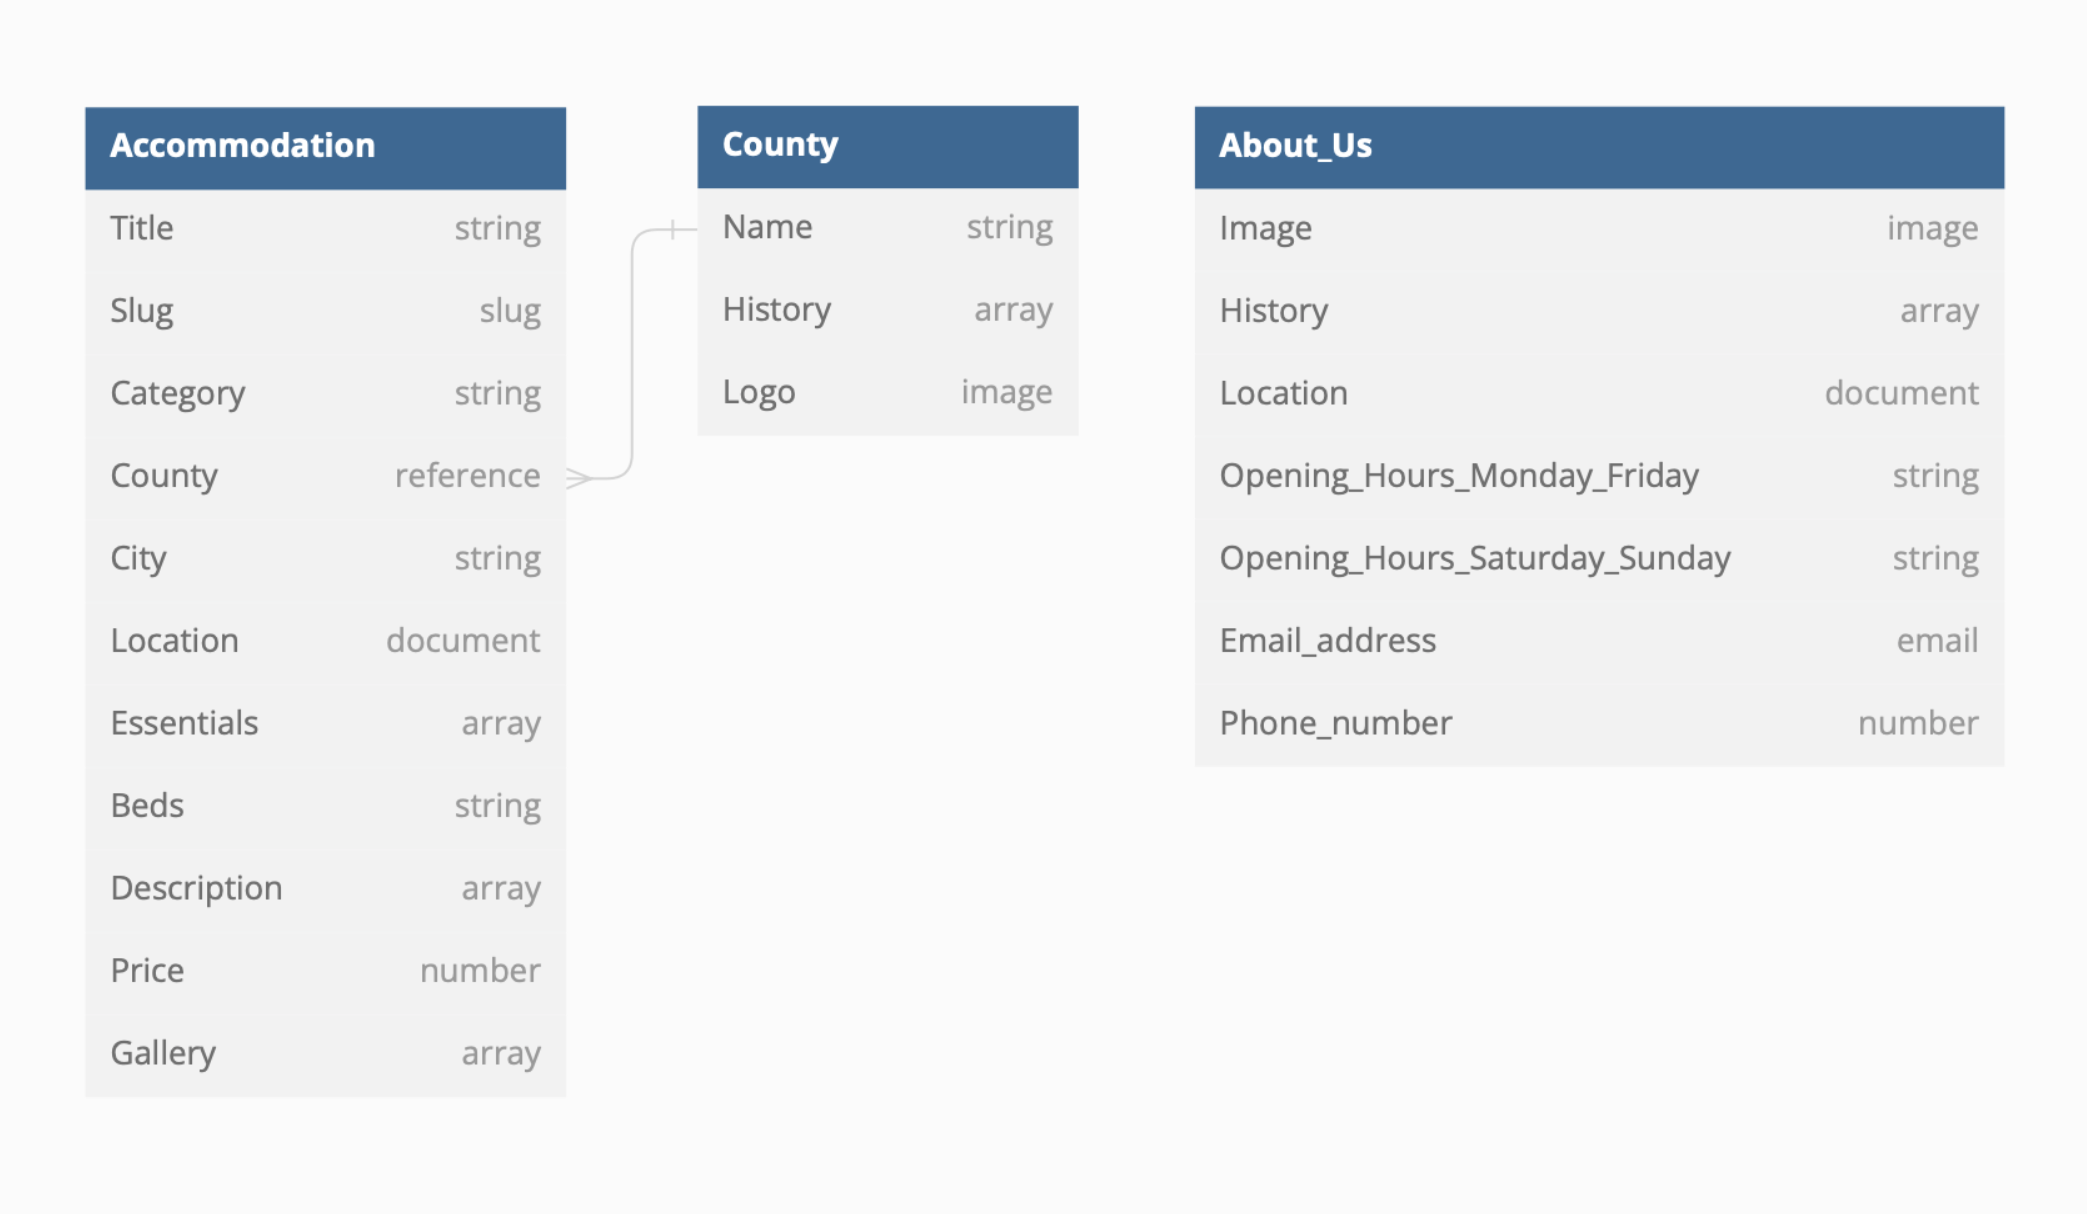 Accommodation
Title string
Slug slug
Category string
County reference
City string
Location document
Essentials array
Beds string
Description array
Price number
Gallery array
County
Name string
History array
Logo image
About_Us
Image image
History array
Location document
Opening_Hours_Monday_Friday string
Opening_Hours_Saturday_Sunday string
Email_address email
Phone_number number